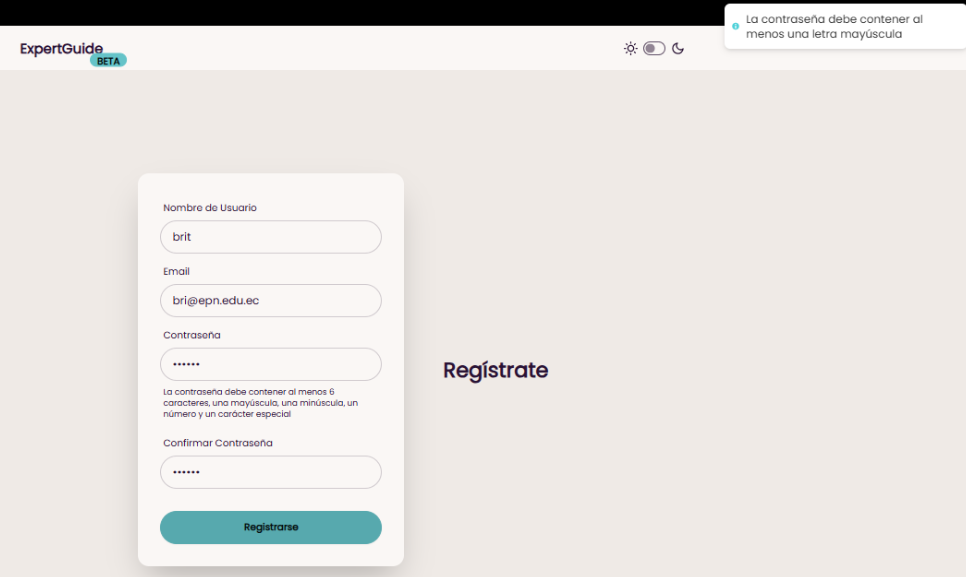 La contraseña debe contener al
menos una letra mayúscula
ExpertGuide
BETA
Nombre de Usuario
brit
Email
bri@epn.edu.ec
Contraseña
••••••
La contraseña debe contener al menos 6
caracteres, una mayúscula, una minúscula, un
número y un carácter especial
Confirmar Contraseña
••••••
Registrarse
Regístrate